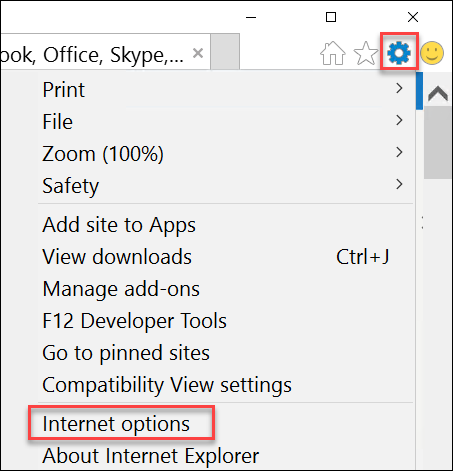 ook, Office, Skype,...
Print
File
Zoom (100%)
Safety
Add site to Apps
View downloads Ctrl+J
Manage add-ons
F12 Developer Tools
Go to pinned sites
Compatibility View settings
Internet options
About Internet Explorer